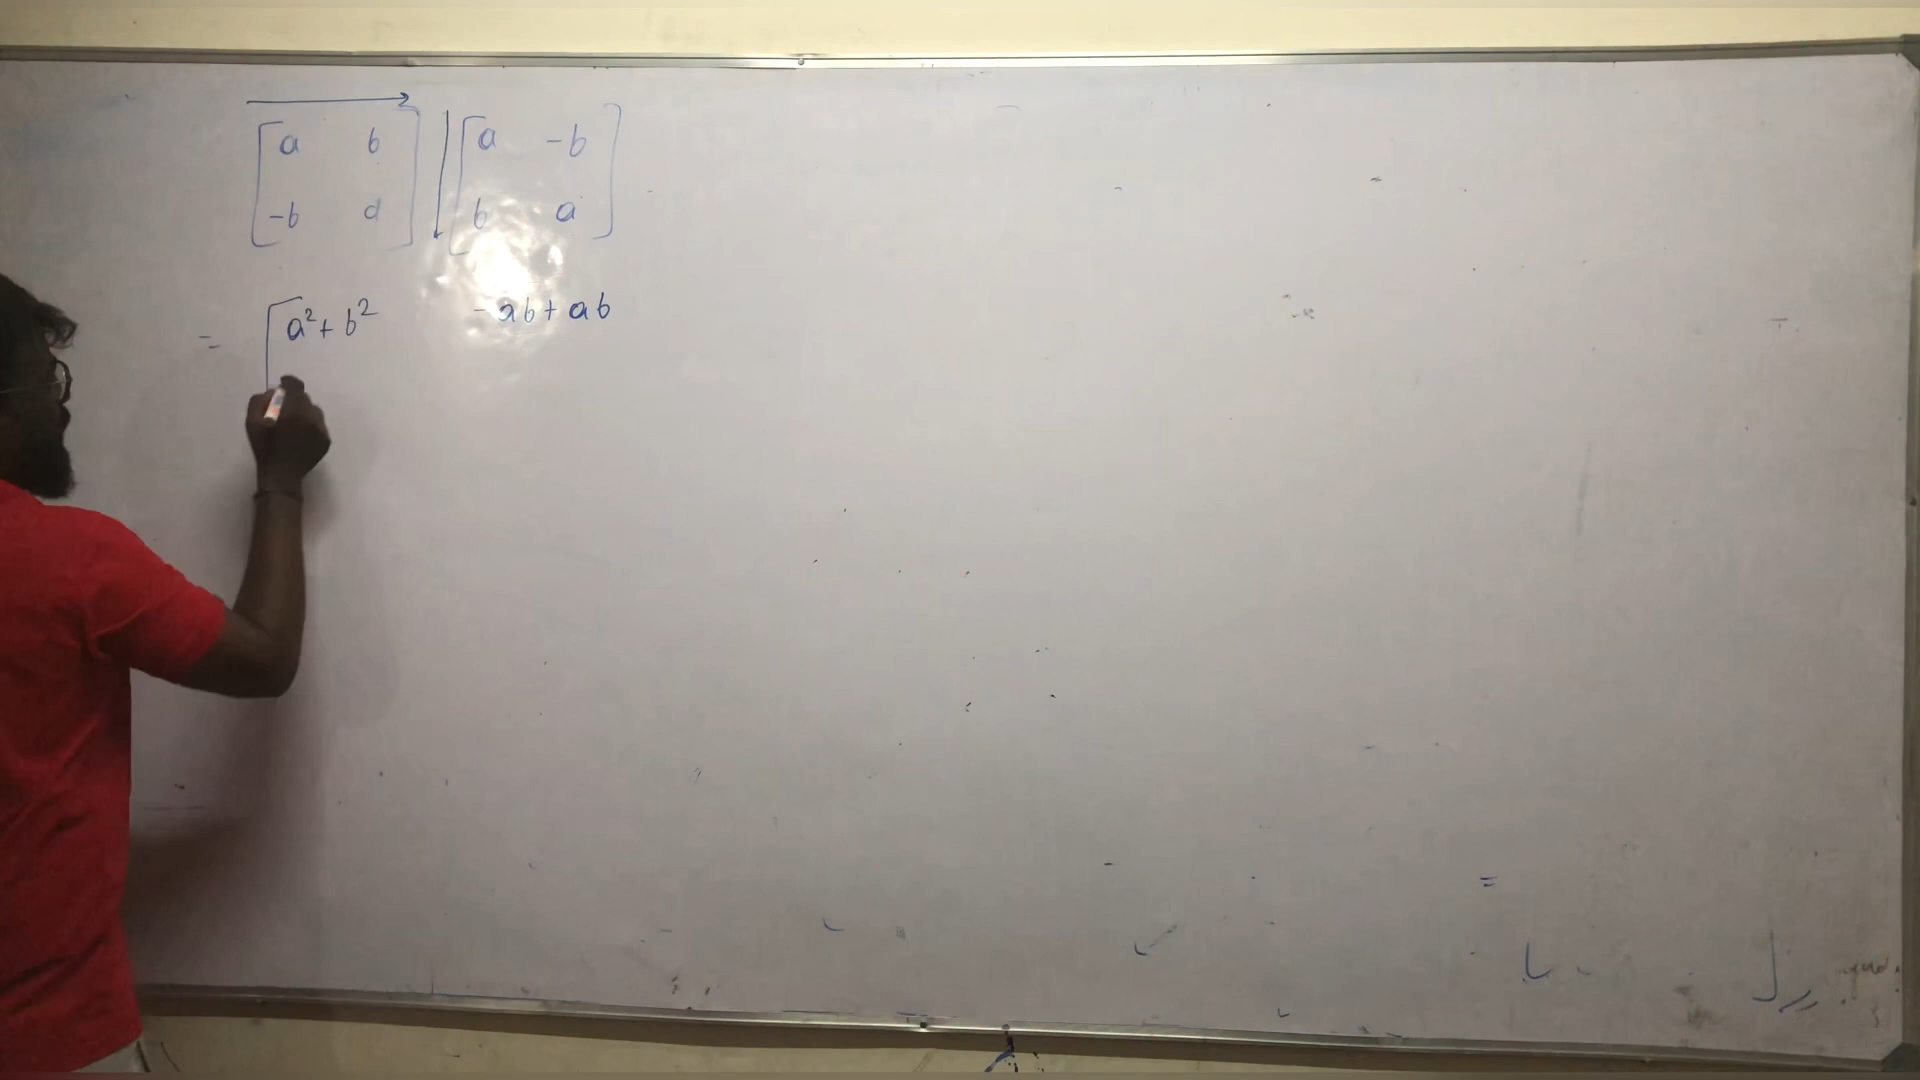 [a b] [a -b]
[-b d] [b a]
= [a² + b² - ab + ab
=